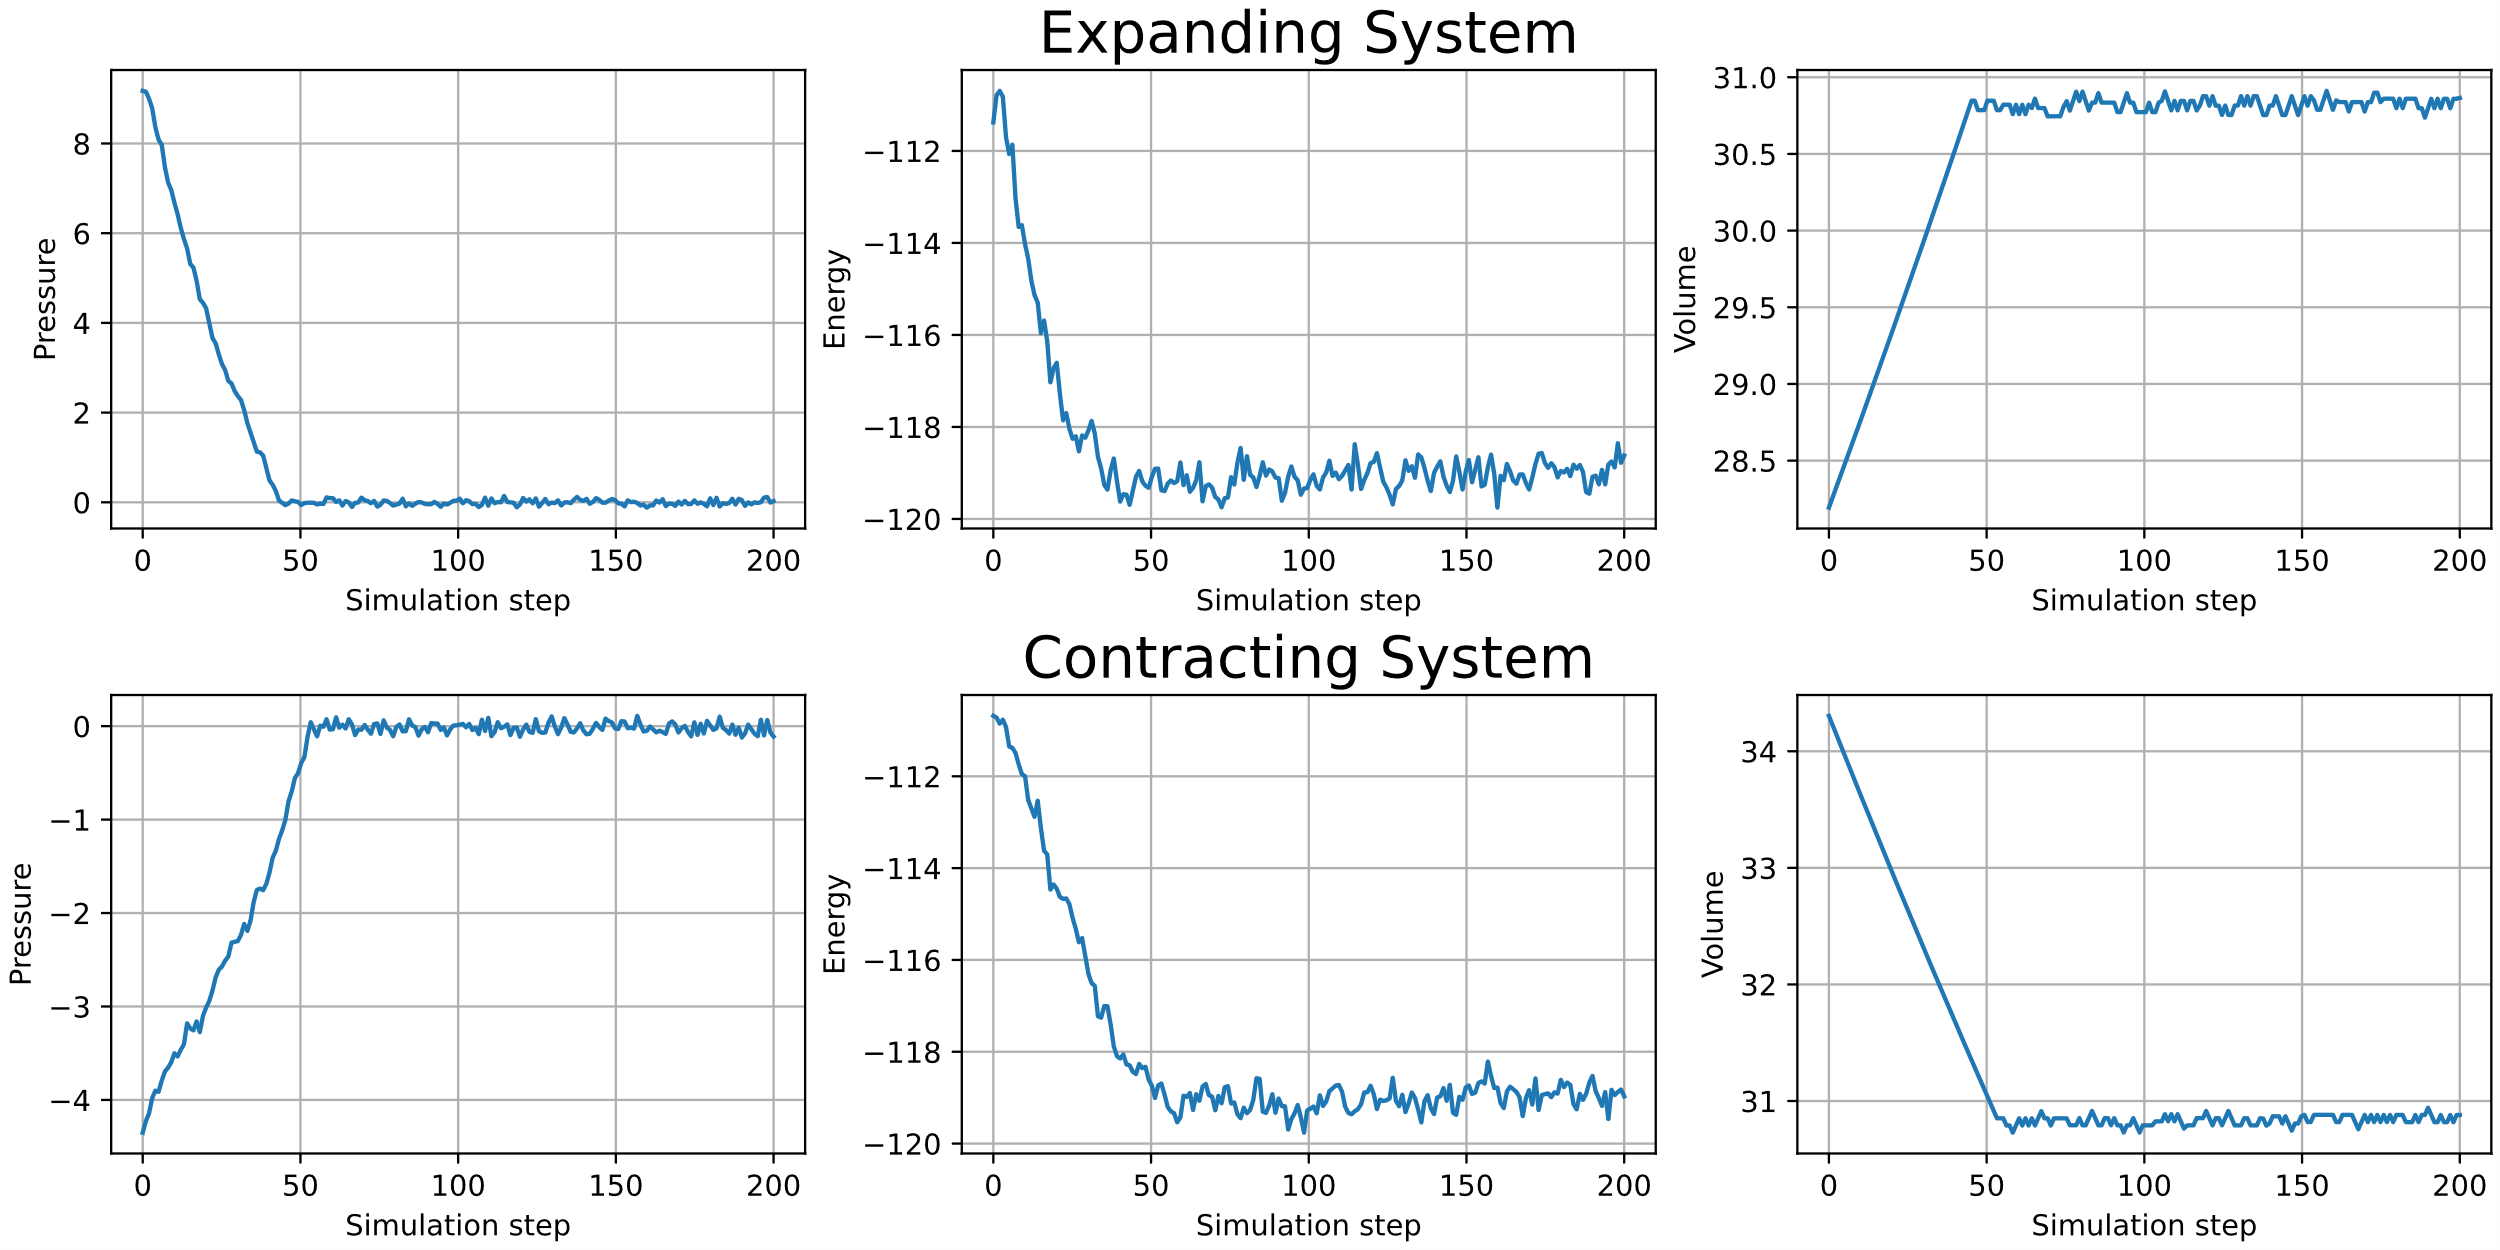 Expanding System
Pressure
8
6
4
2
0
0 50 100 150 200
Simulation step
Energy
−112
−114
−116
−118
−120
0 50 100 150 200
Simulation step
Volume
31.0
30.5
30.0
29.5
29.0
28.5
0 50 100 150 200
Simulation step
Contracting System
Pressure
0
−1
−2
−3
−4
0 50 100 150 200
Simulation step
Energy
−112
−114
−116
−118
−120
0 50 100 150 200
Simulation step
Volume
34
33
32
31
0 50 100 150 200
Simulation step